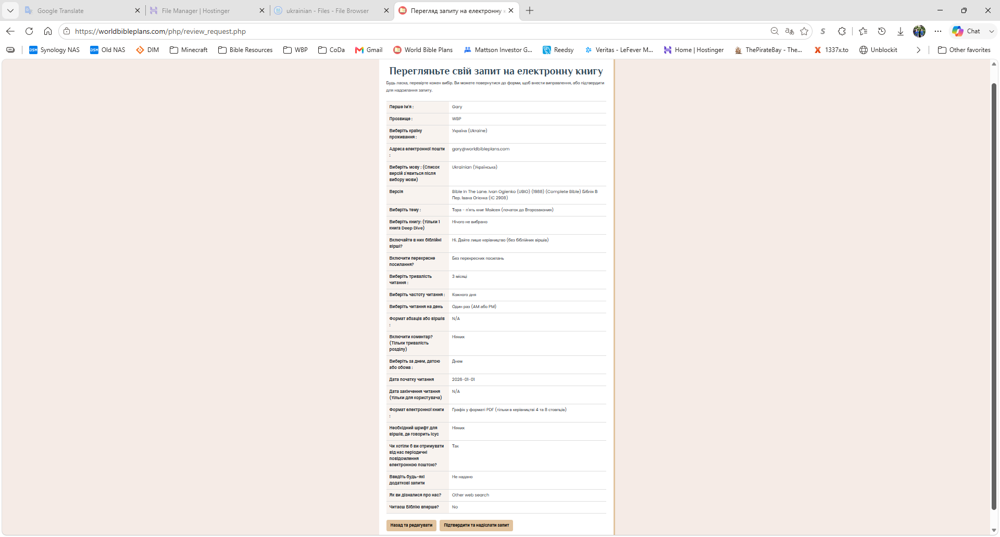 Google Translate
File Manager | Hostinger
ukrainian - Files - File Browser
Перегляд запиту на електронну
https://worldbibleplans.com/php/review_request.php
Chat
Synology NAS
Old NAS
DIM
Minecraft
Bible Resources
WBP
CoDa
Gmail
World Bible Plans
Mattson Investor G...
Reedsy
Veritas - LeFever M...
Home | Hostinger
ThePirateBay - The...
1337x.to
Unblockit
Other favorites
Перегляньте свій запит на електронну книгу
Будь ласка, перевірте кожен вибір. Ви можете повернутися до форми, щоб внести виправлення, або підтвердити
для надсилання запиту.
Перше ім'я : Gary
Прозвище : WBP
Виберіть країну Україна (Ukraine)
проживання :
Адреса електронної пошти gary@worldbibleplans.com
:
Виберіть мову : (Список Ukrainian (Українська)
версій з'явиться після
вибору мови)
Версія Bible In The Lane. Ivan Ogienko (UBIO) (1988) (Complete Bible) Біблія В
Пер. Івана Огієнка (IC 2908)
Виберіть тему : Тора - п'ять книг Мойсея (початок до Второзакония)
Виберіть книгу: (тільки 1 Нічого не вибрано
книга Deep Dive)
Включайте в них біблійні Ні. Дайте лише керівництво (без біблійних віршів)
вірші?
Включити перехресне Без перекресних посилань
посилання?
Виберіть тривалість 3 місяці
читання :
Виберіть частоту читання : Кожного дня
Виберіть читання на день Один раз (AM або PM)
Формат абзаців або віршів N/A
:
Включити коментар? Ніяких
(Тільки тривалість
розділу)
Виберіть за днем, датою Днем
або обома :
Дата початку читання 2026-01-01
Дата закінчення читання N/A
(тільки для користувача)
Формат електронної книги Графік у форматі PDF (тільки в керівництві 4 та 8 стовпців)
:
Необхідний шрифт для Ніяких
віршів, де говорить Ісус
Чи хотіли б ви отримувати Так
від нас періодичні
повідомлення
електронною поштою?
Введіть будь-які Не надано
додаткові запити
Як ви дізналися про нас? Other web search
Читаєш Біблію вперше? No
Назад та редагувати
Підтвердити та надіслати запит